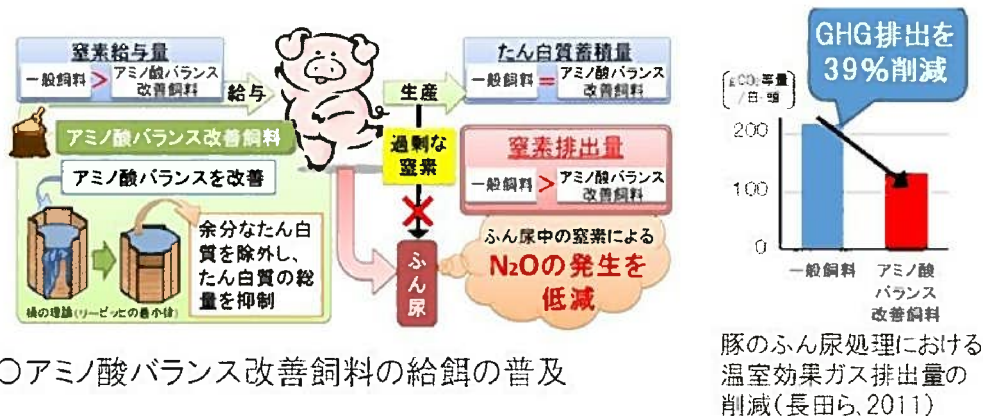 窒素給与量
一般飼料
>
アミノ酸バランス
改善飼料
給与
アミノ酸バランス改善飼料
アミノ酸バランスを改善
余分なたん白
質を除外し、
たん白質の総
量を抑制
桶の理論(リービッヒの最小律)
生産
過剰な
窒素
ふん尿
たん白質蓄積量
一般飼料
=
アミノ酸バランス
改善飼料
窒素排出量
一般飼料
>
アミノ酸バランス
改善飼料
ふん尿中の窒素による
N₂Oの発生を
低減
〇アミノ酸バランス改善飼料の給餌の普及
GHG排出を
39%削減
gCO₂等量
/日・頭
200
100
0
一般飼料
アミノ酸
バランス
改善飼料
豚のふん尿処理における
温室効果ガス排出量の
削減(長田ら、2011)